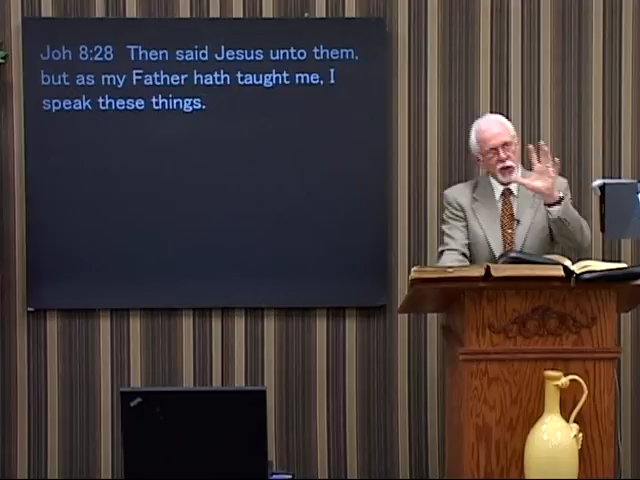 Joh 8:28 Then said Jesus unto them,
but as my Father hath taught me, I
speak these things.